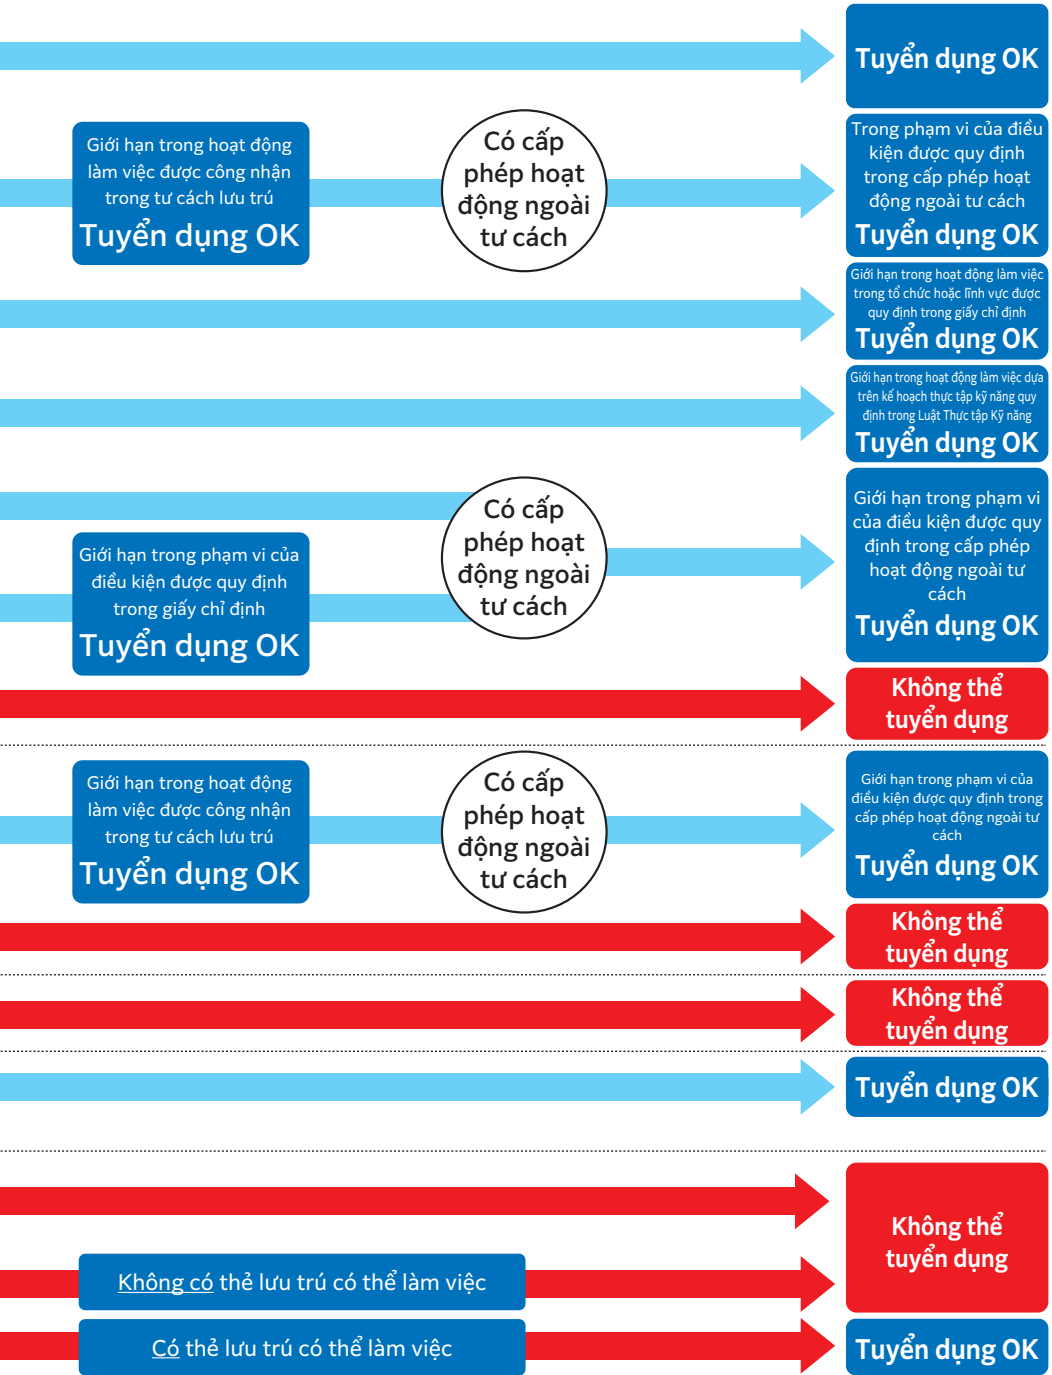 Tuyển dụng OK
Giới hạn trong hoạt động
làm việc được công nhận
trong tư cách lưu trú
Tuyển dụng OK
Có cấp
phép hoạt
động ngoài
tư cách
Trong phạm vi của điều
kiện được quy định
trong cấp phép hoạt
động ngoài tư cách
Tuyển dụng OK
Giới hạn trong hoạt động làm việc
trong tổ chức hoặc lĩnh vực được
quy định trong giấy chỉ định
Tuyển dụng OK
Giới hạn trong hoạt động làm việc dựa
trên kế hoạch thực tập kỹ năng quy
định trong Luật Thực tập Kỹ năng
Tuyển dụng OK
Giới hạn trong phạm vi của
điều kiện được quy định
trong giấy chỉ định
Tuyển dụng OK
Có cấp
phép hoạt
động ngoài
tư cách
Giới hạn trong phạm vi
của điều kiện được quy
định trong cấp phép
hoạt động ngoài tư
cách
Tuyển dụng OK
Không thể
tuyển dụng
Giới hạn trong hoạt động
làm việc được công nhận
trong tư cách lưu trú
Tuyển dụng OK
Có cấp
phép hoạt
động ngoài
tư cách
Giới hạn trong phạm vi của
điều kiện được quy định trong
cấp phép hoạt động ngoài tư
cách
Tuyển dụng OK
Không thể
tuyển dụng
Không thể
tuyển dụng
Tuyển dụng OK
Không thể
tuyển dụng
Không có thẻ lưu trú có thể làm việc
Có thẻ lưu trú có thể làm việc
Tuyển dụng OK